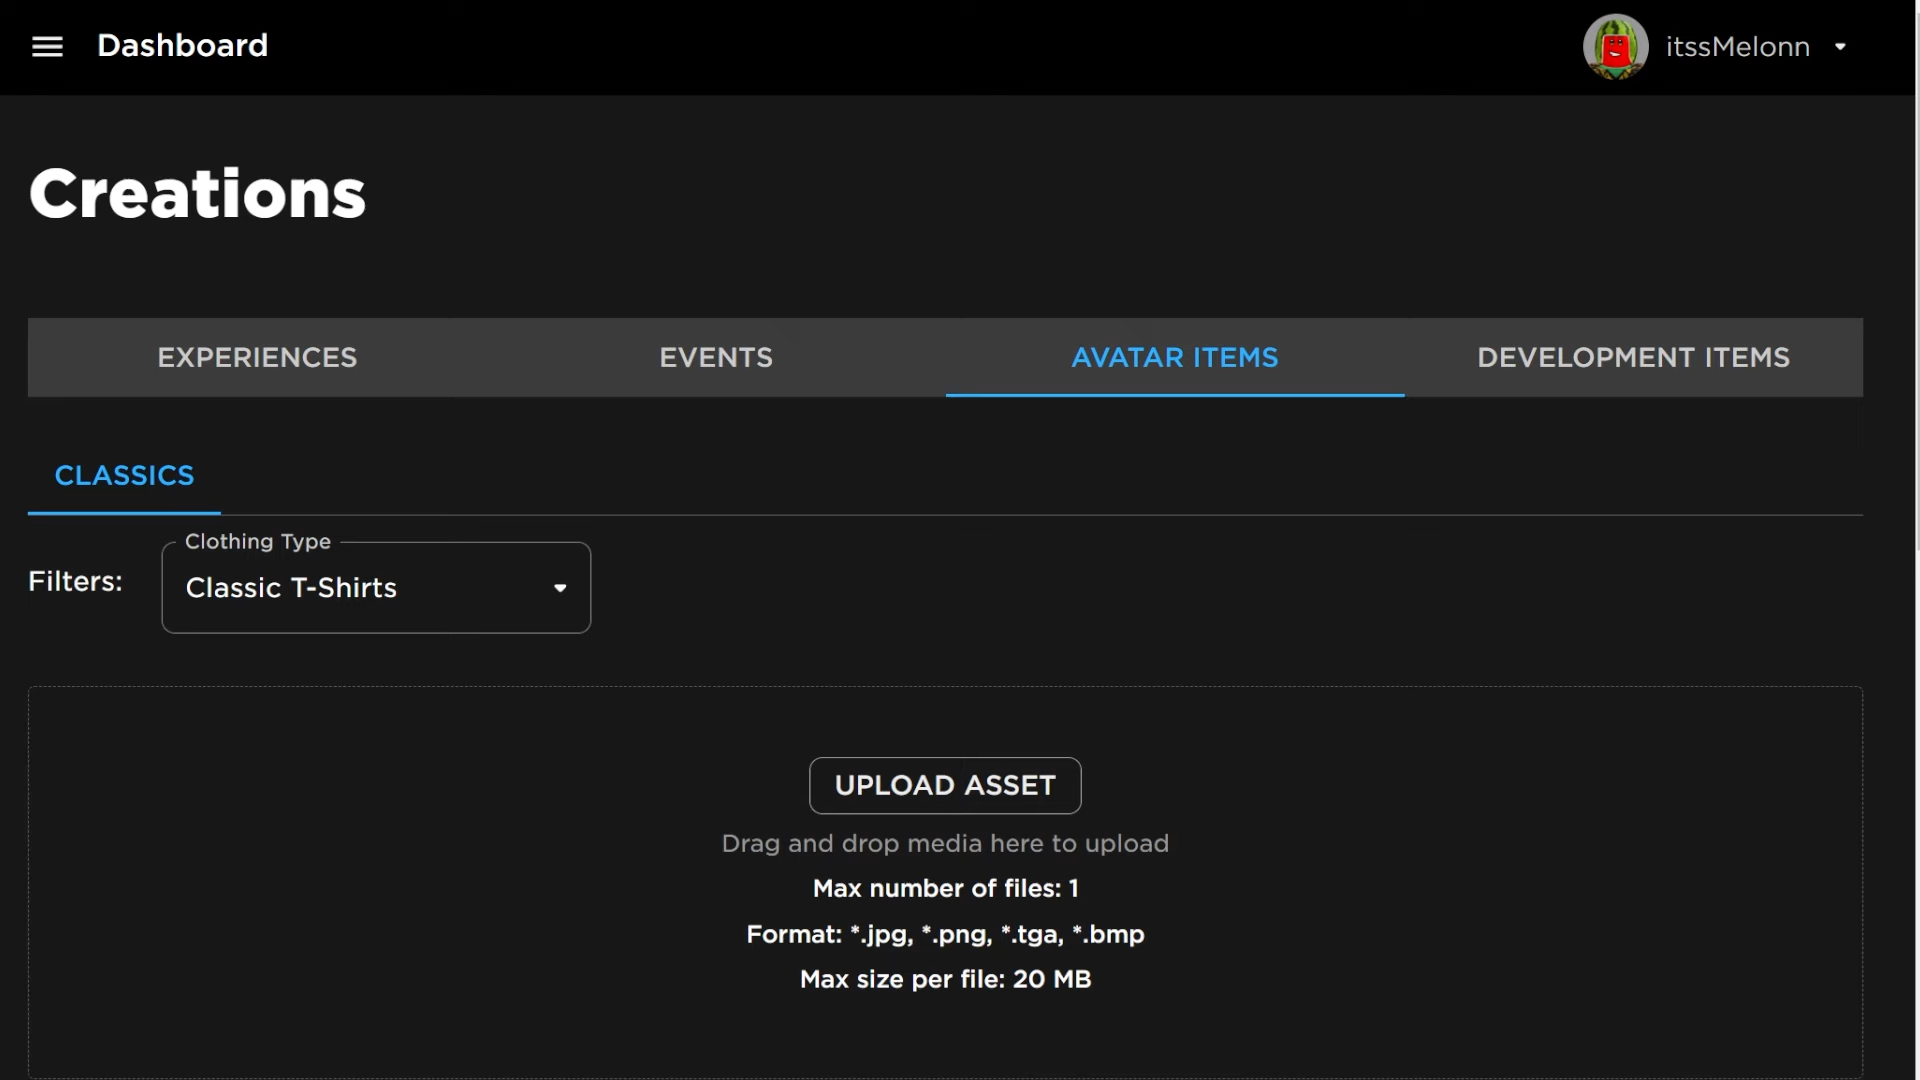 Dashboard
itssMelonn
Creations
EXPERIENCES
EVENTS
AVATAR ITEMS
DEVELOPMENT ITEMS
CLASSICS
Filters:
Clothing Type
Classic T-Shirts
UPLOAD ASSET
Drag and drop media here to upload
Max number of files: 1
Format: *.jpg, *.png, *.tga, *.bmp
Max size per file: 20 MB